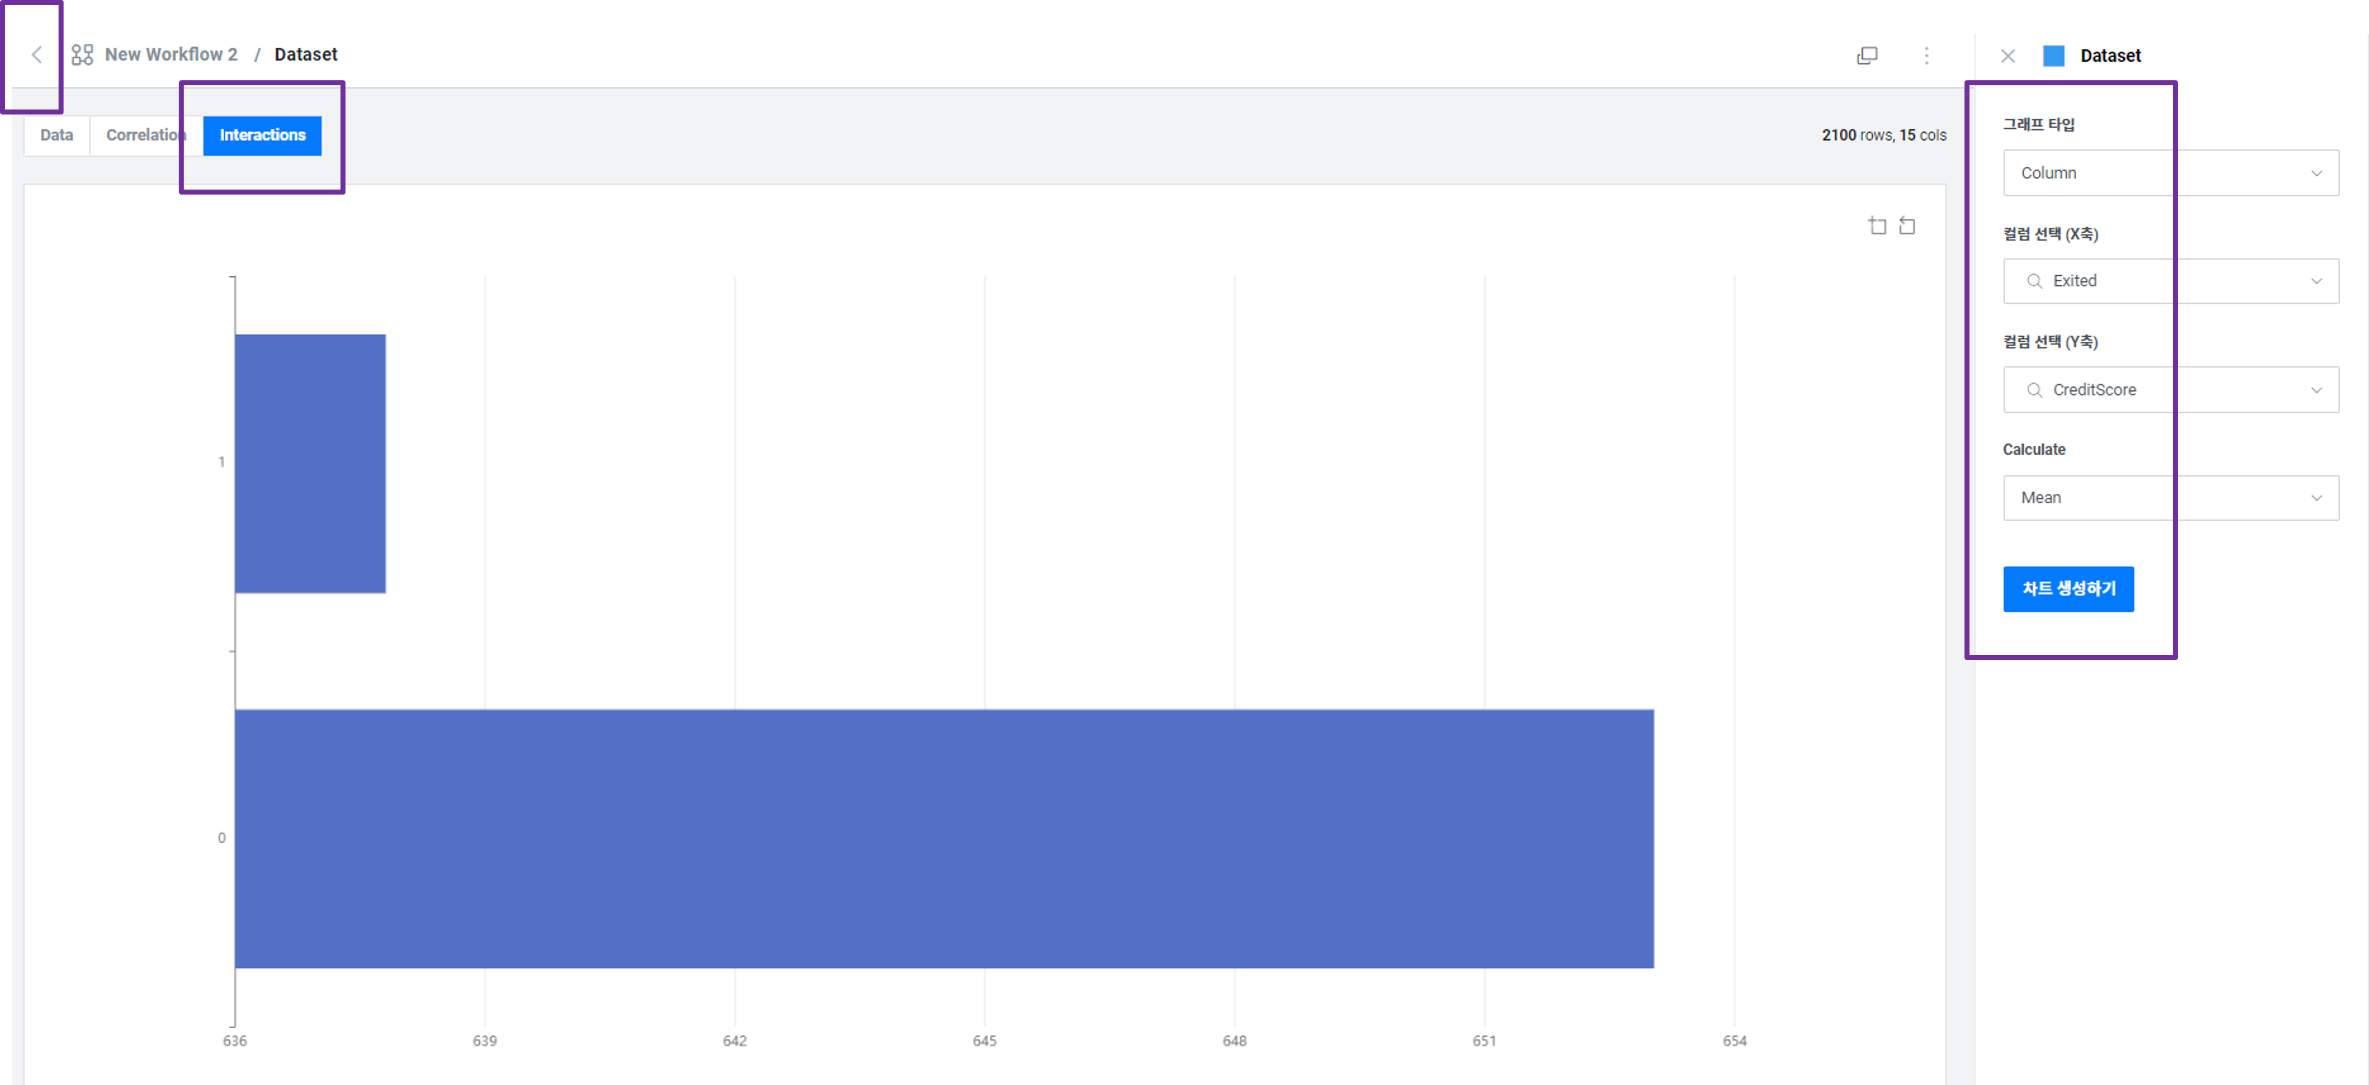 New Workflow 2 / Dataset
Data
Correlation
Interactions
2100 rows, 15 cols
1
0
636
639
642
645
648
651
654
Dataset
그래프 타입
Column
컬럼 선택 (X축)
Exited
컬럼 선택 (Y축)
CreditScore
Calculate
Mean
차트 생성하기